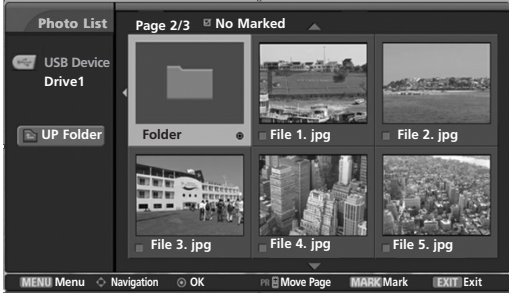 Photo List
Page 2/3 No Marked
USB Device
Drive1
UP Folder
Folder
File 1. jpg
File 2. jpg
File 3. jpg
File 4. jpg
File 5. jpg
MENU Menu Navigation OK PR Move Page MARK Mark EXIT Exit